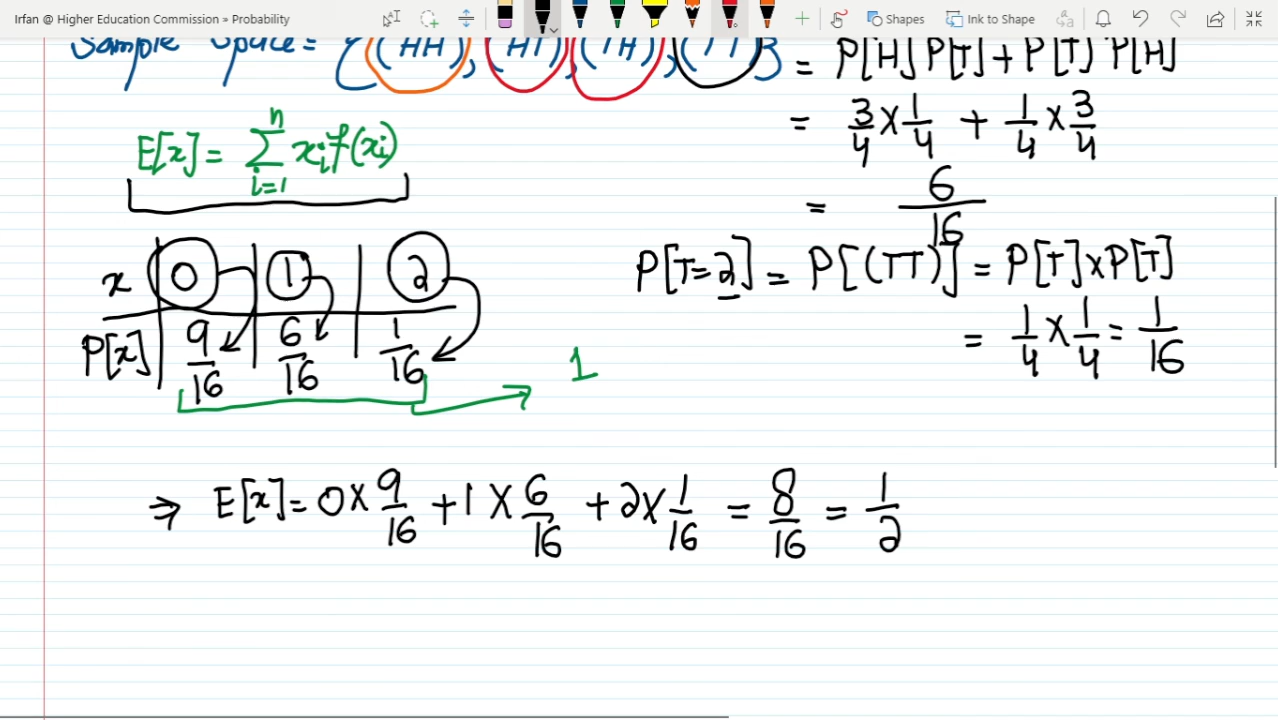 Irfan @ Higher Education Commission » Probability
Shapes
Ink to Shape
Sample Space = {(HH), (HT), (TH), (TT)}
= P[H] P[T] + P[T] P[H]
= 3/4 × 1/4 + 1/4 × 3/4
= 6/16
E[x] = Σ_{i=1}^{n} xᵢ f(xᵢ)
P[T=2] = P[(TT)] = P[T] × P[T]
= 1/4 × 1/4 = 1/16
x | 0 | 1 | 2
P[x] | 9/16 | 6/16 | 1/16
1
⇒ E[x] = 0 × 9/16 + 1 × 6/16 + 2 × 1/16 = 8/16 = 1/2